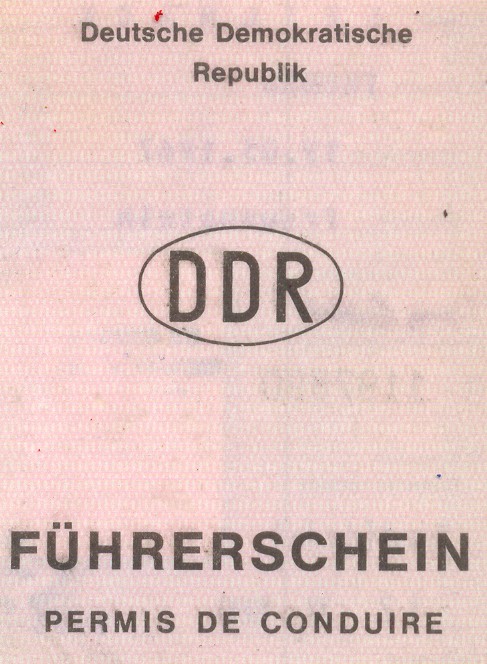 Deutsche Demokratische
Republik
DDR
FÜHRERSCHEIN
PERMIS DE CONDUIRE